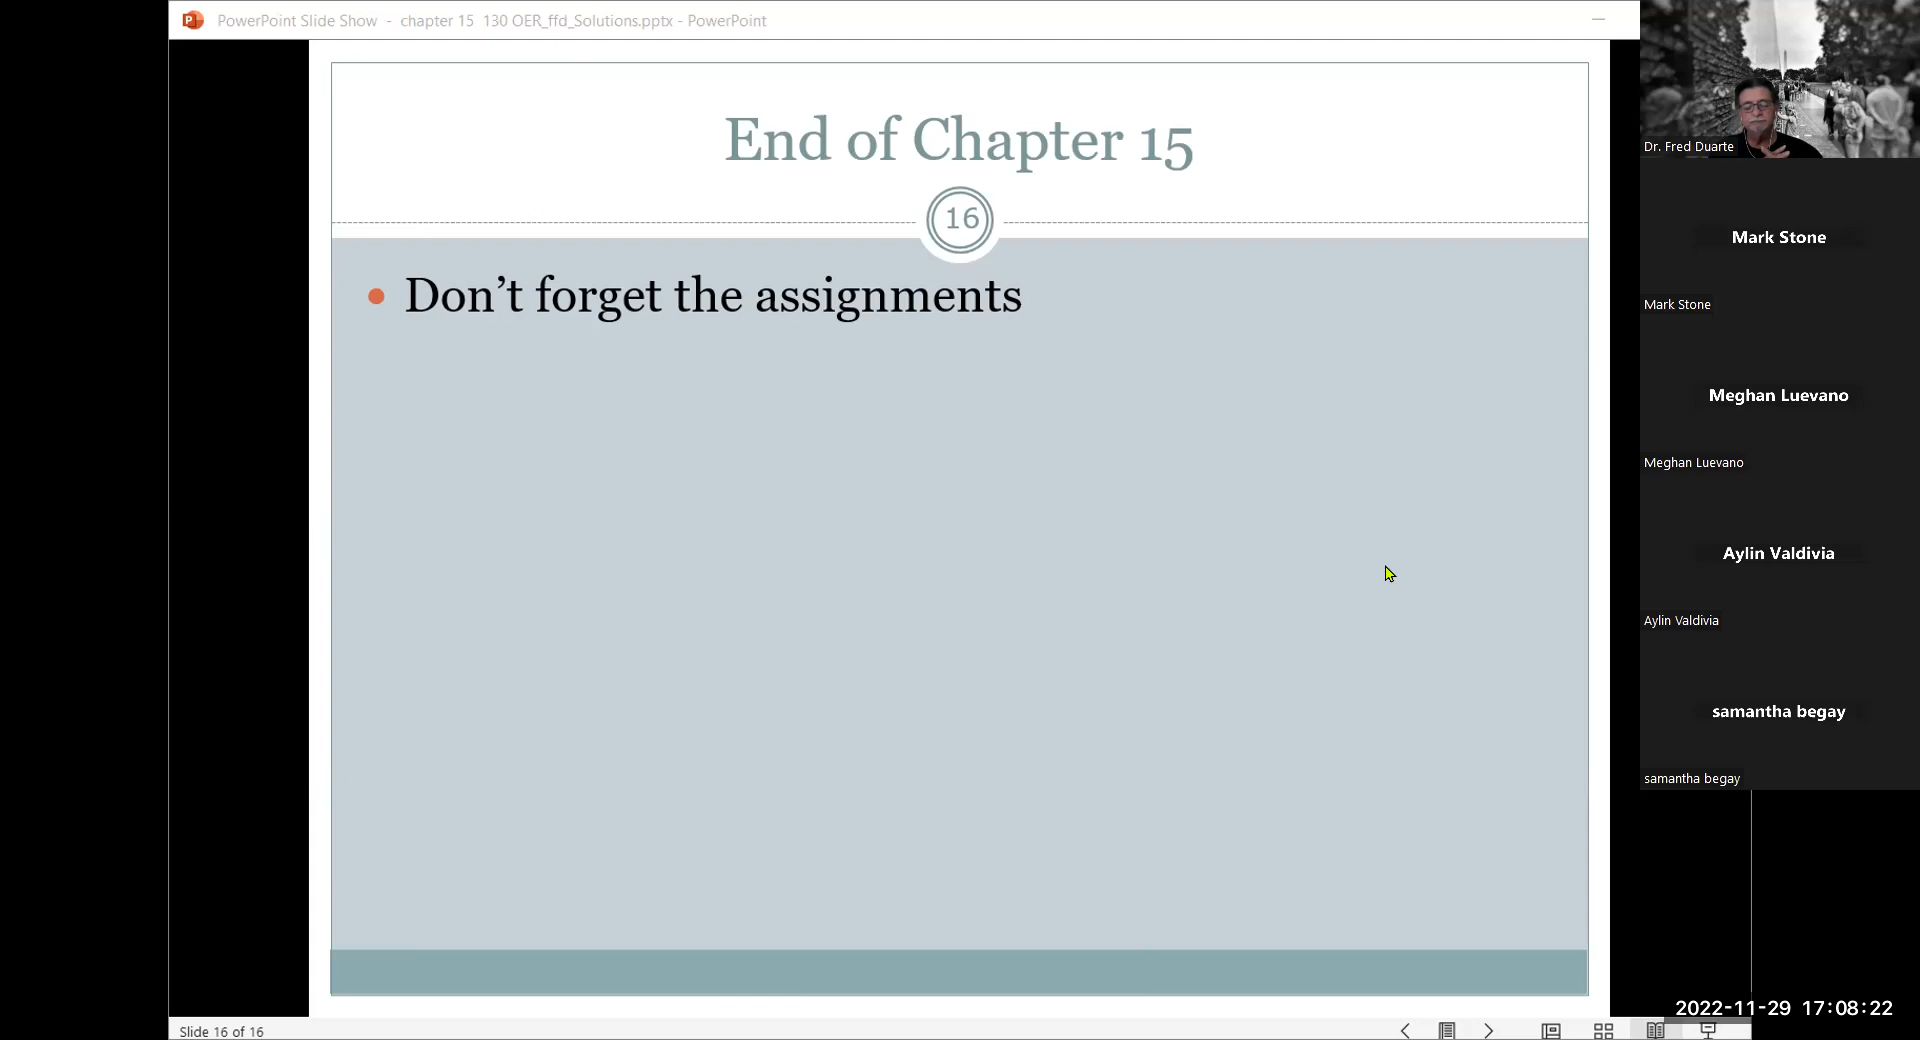 PowerPoint Slide Show - chapter 15 130 OER_ffd_Solutions.pptx - PowerPoint
End of Chapter 15
16
Don’t forget the assignments
Slide 16 of 16
Dr. Fred Duarte
Mark Stone
Mark Stone
Meghan Luevano
Meghan Luevano
Aylin Valdivia
Aylin Valdivia
samantha begay
samantha begay
2022-11-29 17:08:22